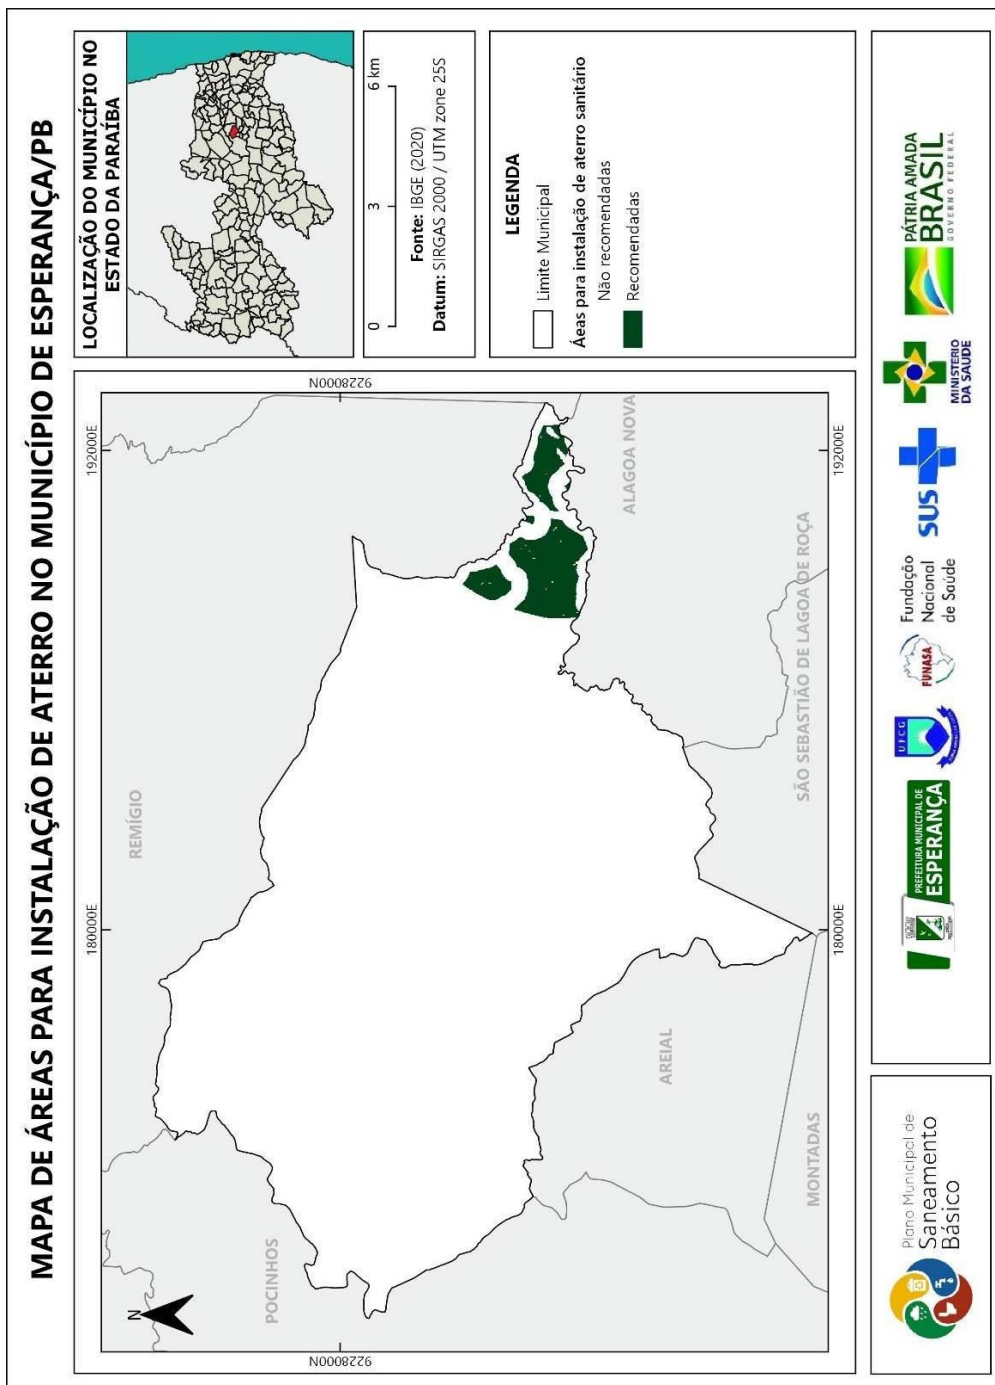 MAPA DE ÁREAS PARA INSTALAÇÃO DE ATERRO NO MUNICÍPIO DE ESPERANÇA/PB
N
180000E
192000E
9228000N
9228000N
180000E
192000E
REMÍGIO
POCINHOS
ALAGOA NOVA
AREIAL
SÃO SEBASTIÃO DE LAGOA DE ROÇA
MONTADAS
LOCALIZAÇÃO DO MUNICÍPIO NO
ESTADO DA PARAÍBA
0
3
6 km
Fonte: IBGE (2020)
Datum: SIRGAS 2000 / UTM zone 25S
LEGENDA
Limite Municipal
Áeas para instalação de aterro sanitário
Não recomendadas
Recomendadas
Plano Municipal de
Saneamento
Básico
PREFEITURA MUNICIPAL DE
ESPERANÇA
UFCG
FUNASA
Fundação
Nacional
de Saúde
SUS
MINISTÉRIO
DA SAÚDE
PÁTRIA AMADA
BRASIL
GOVERNO FEDERAL